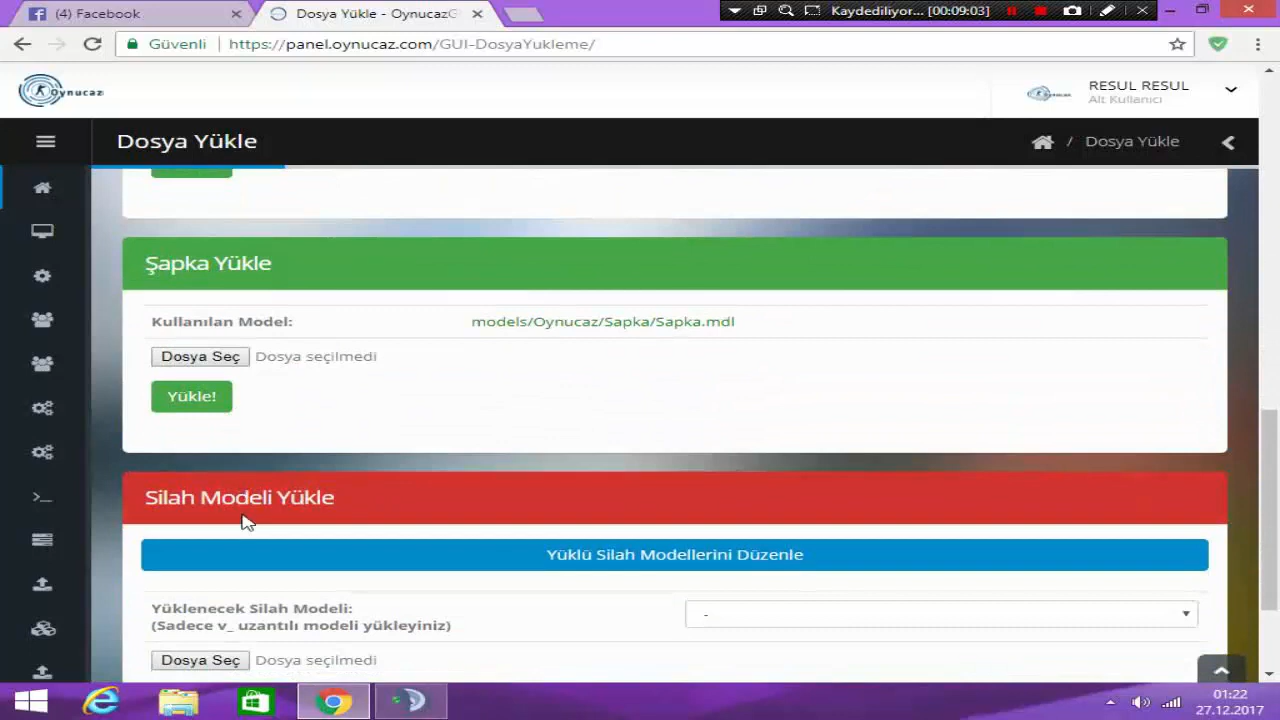 (4) Facebook
Dosya Yükle - OynucazG
Kaydediliyor... [00:09:03]
Güvenli
https://panel.oynucaz.com/GUI-DosyaYukleme/
Oynucaz
RESUL RESUL
Alt Kullanıcı
Dosya Yükle
/ Dosya Yükle
Şapka Yükle
Kullanılan Model:
models/Oynucaz/Sapka/Sapka.mdl
Dosya Seç Dosya seçilmedi
Yükle!
Silah Modeli Yükle
Yüklü Silah Modellerini Düzenle
Yüklenecek Silah Modeli:
(Sadece v_ uzantılı modeli yükleyiniz)
-
Dosya Seç Dosya seçilmedi
01:22
27.12.2017